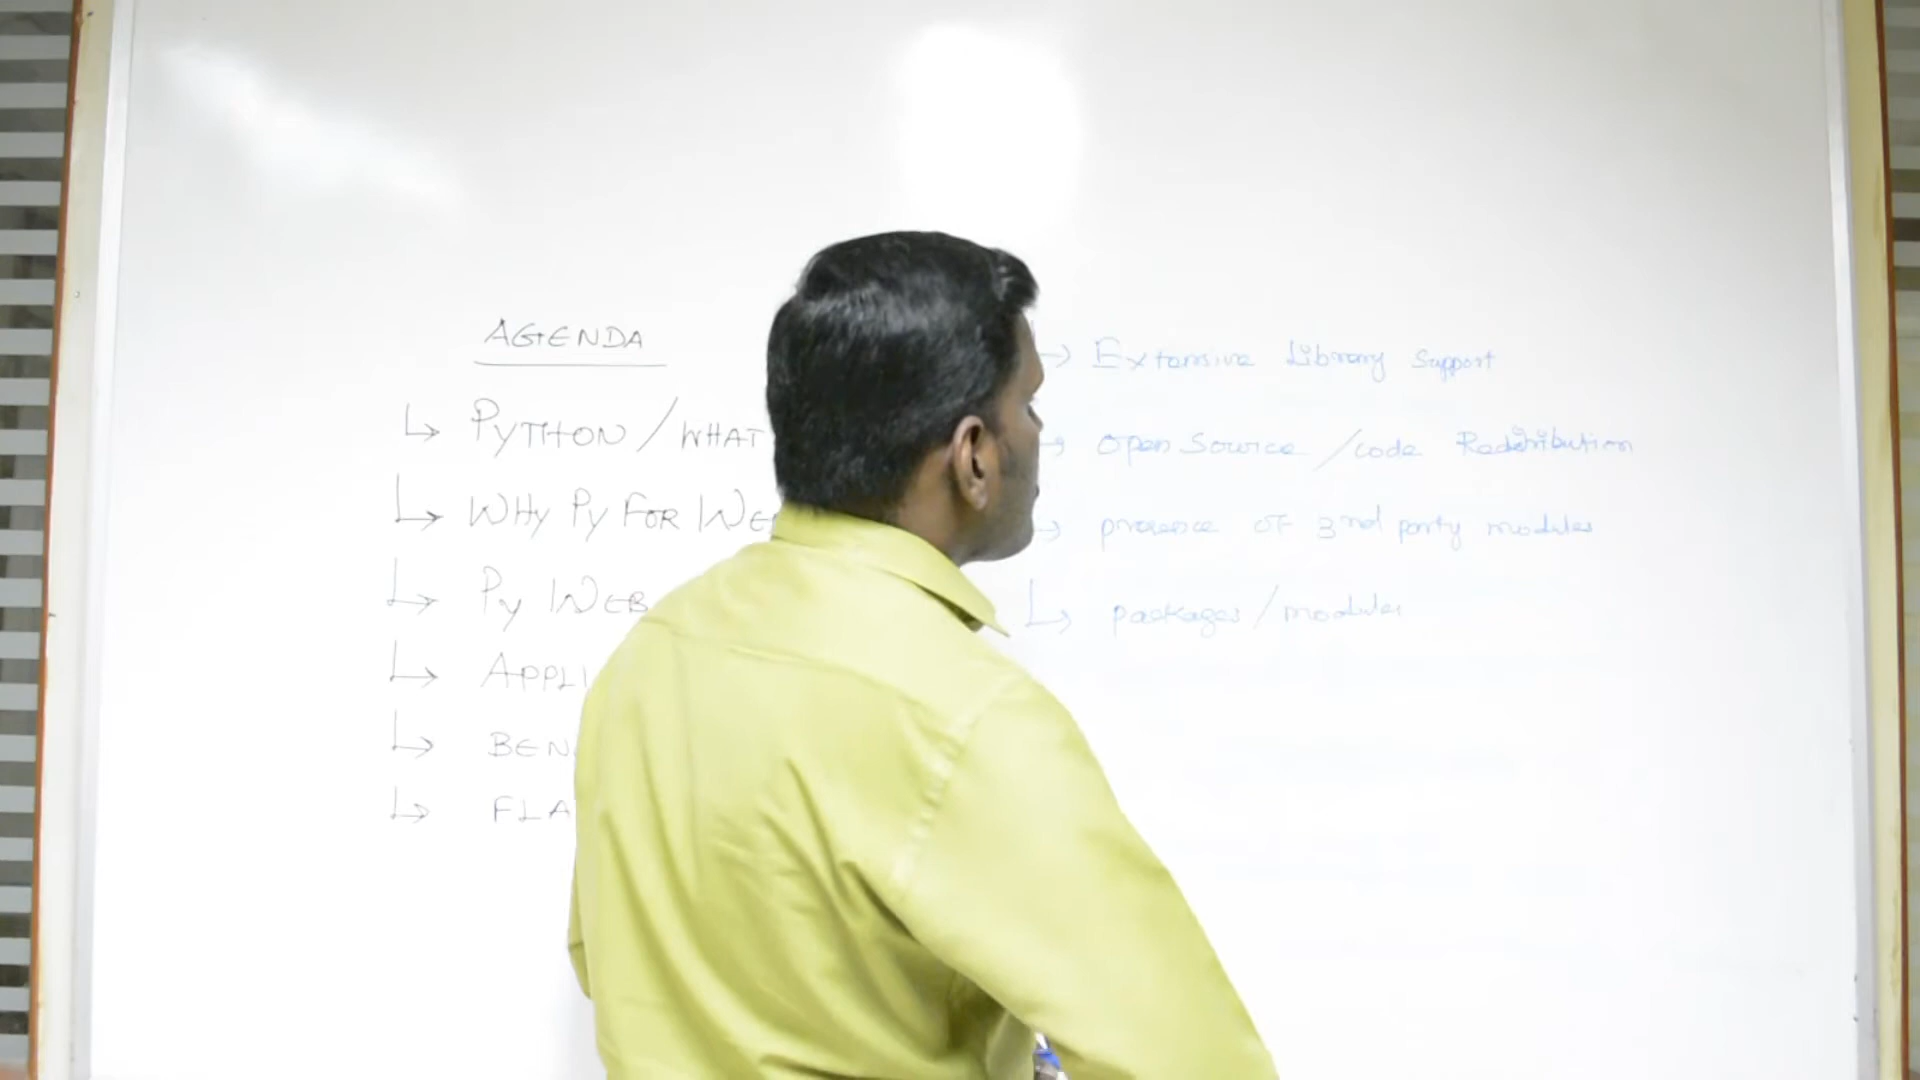 AGENDA
PYTHON / WHAT
WHY PY FOR WE
PY WEB
APPLI
BEN
FLA
Extensive Library Support
open source / code Redistribution
presence of 3nd party modules
packages / modules